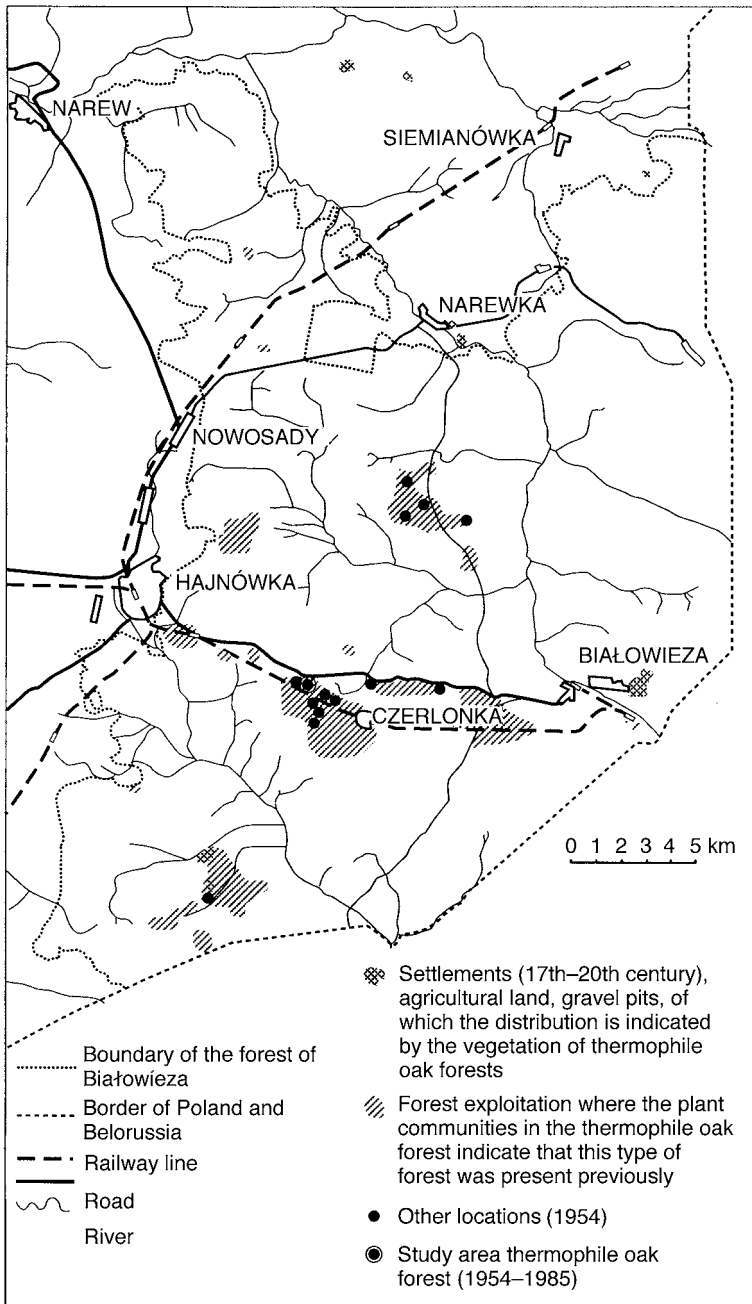 NAREW
SIEMIANÓWKA
NAREWKA
NOWOSADY
HAJNÓWKA
BIAŁOWIEZA
CZERLONKA
0 1 2 3 4 5 km
Boundary of the forest of
Białowíeza
Border of Poland and
Belorussia
Railway line
Road
River
Settlements (17th–20th century),
agricultural land, gravel pits, of
which the distribution is indicated
by the vegetation of thermophile
oak forests
Forest exploitation where the plant
communities in the thermophile oak
forest indicate that this type of
forest was present previously
Other locations (1954)
Study area thermophile oak
forest (1954–1985)